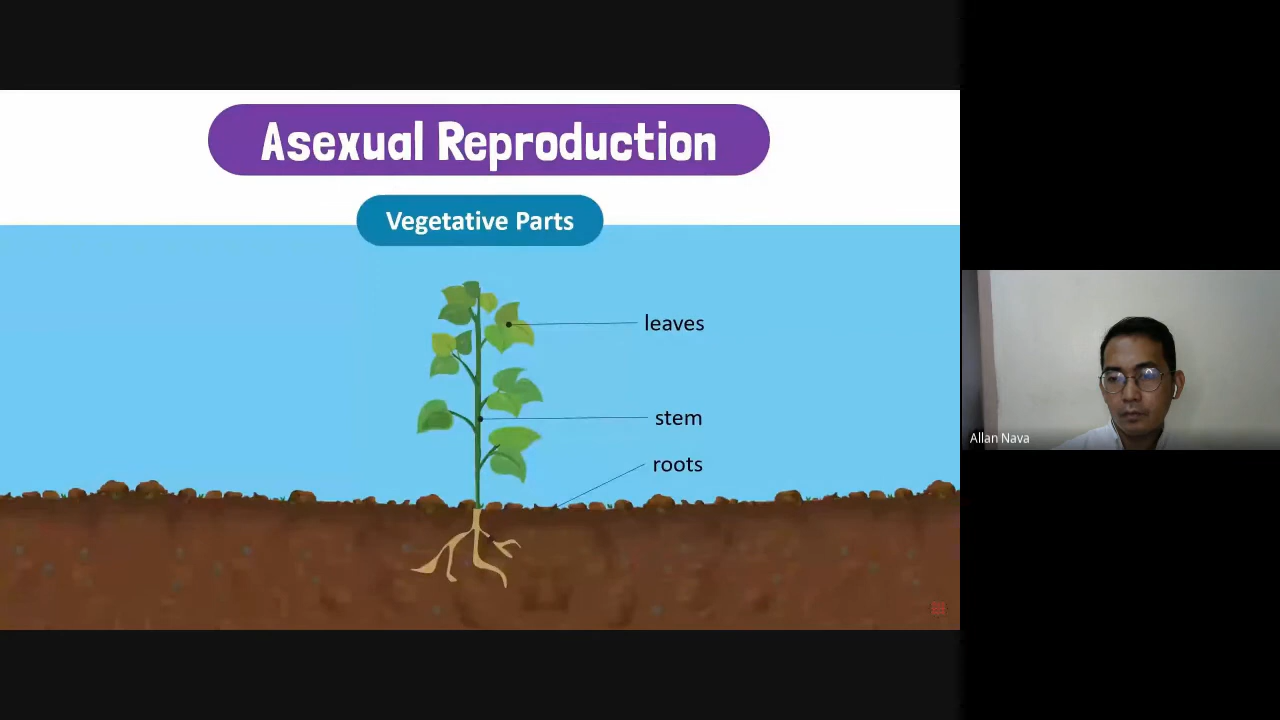 Asexual Reproduction
Vegetative Parts
leaves
stem
roots
Allan Nava